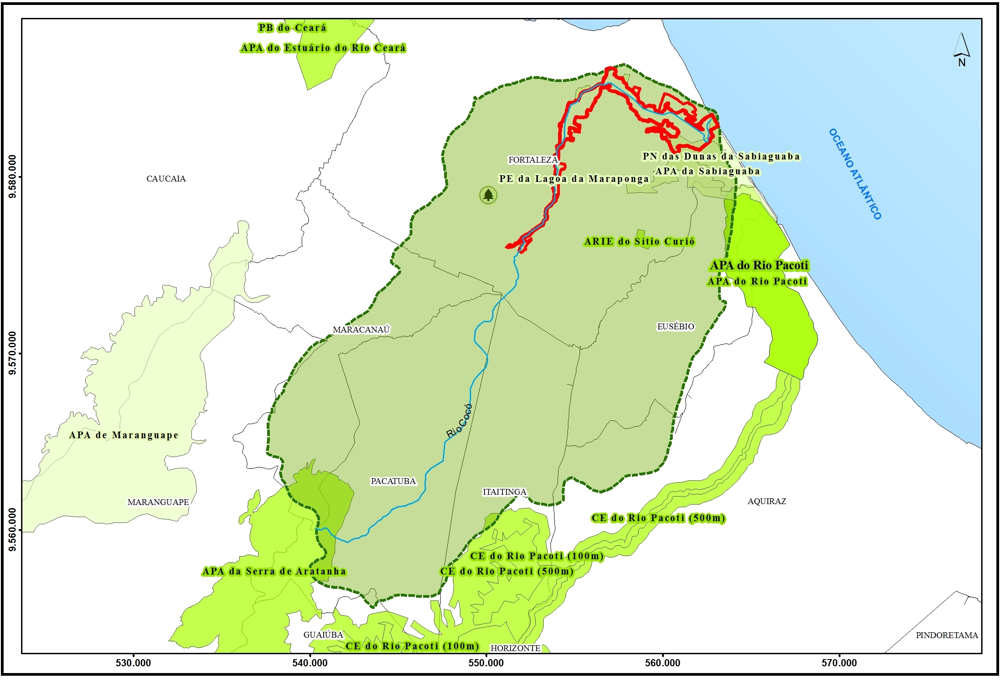 PB do Ceará
APA do Estuário do Rio Ceará
N
OCEANO ATLÂNTICO
FORTALEZA
PN das Dunas da Sabiaguaba
APA da Sabiaguaba
CAUCAIA
PE da Lagoa da Maraponga
9.580.000
ARIE do Sítio Curió
APA do Rio Pacoti
APA do Rio Pacoti
MARACANAÚ
EUSÉBIO
9.570.000
Rio Cocó
APA de Maranguape
PACATUBA
ITAITINGA
MARANGUAPE
AQUIRAZ
CE do Rio Pacoti (500m)
9.560.000
CE do Rio Pacoti (100m)
APA da Serra de Aratanha
CE do Rio Pacoti (500m)
GUAIÚBA
PINDORETAMA
CE do Rio Pacoti (100m)
HORIZONTE
530.000
540.000
550.000
560.000
570.000